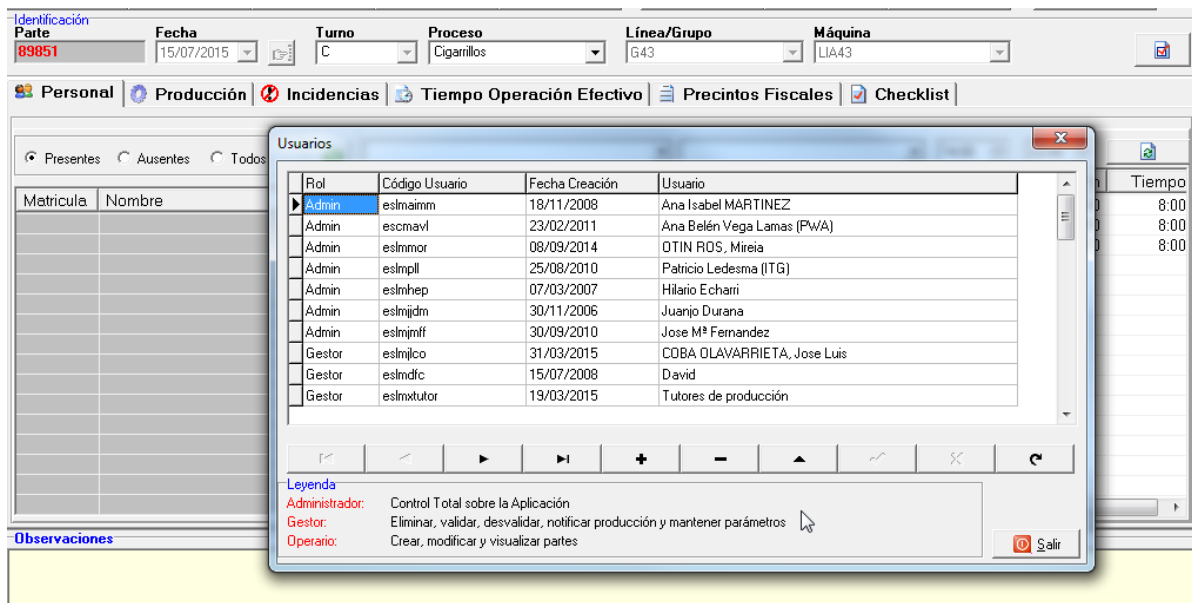 Identificación
Parte Fecha Turno Proceso Línea/Grupo Máquina
89851 15/07/2015 C Cigarrillos G43 LIA43
Personal Producción Incidencias Tiempo Operación Efectivo Precintos Fiscales Checklist
Presentes Ausentes Todos
Matricula Nombre Tiempo
8:00
8:00
8:00
Usuarios
Rol Código Usuario Fecha Creación Usuario
Admin eslmaimm 18/11/2008 Ana Isabel MARTINEZ
Admin escmavl 23/02/2011 Ana Belén Vega Lamas (PWA)
Admin eslmmor 08/09/2014 OTIN ROS, Mireia
Admin eslmpll 25/08/2010 Patricio Ledesma (ITG)
Admin eslmhep 07/03/2007 Hilario Echarri
Admin eslmjjdm 30/11/2006 Juanjo Durana
Admin eslmjmff 30/09/2010 Jose Mª Fernandez
Gestor eslmjlco 31/03/2015 COBA OLAVARRIETA, Jose Luis
Gestor eslmdfc 15/07/2008 David
Gestor eslmxtutor 19/03/2015 Tutores de producción
Leyenda
Administrador: Control Total sobre la Aplicación
Gestor: Eliminar, validar, desvalidar, notificar producción y mantener parámetros
Operario: Crear, modificar y visualizar partes
Salir
Observaciones